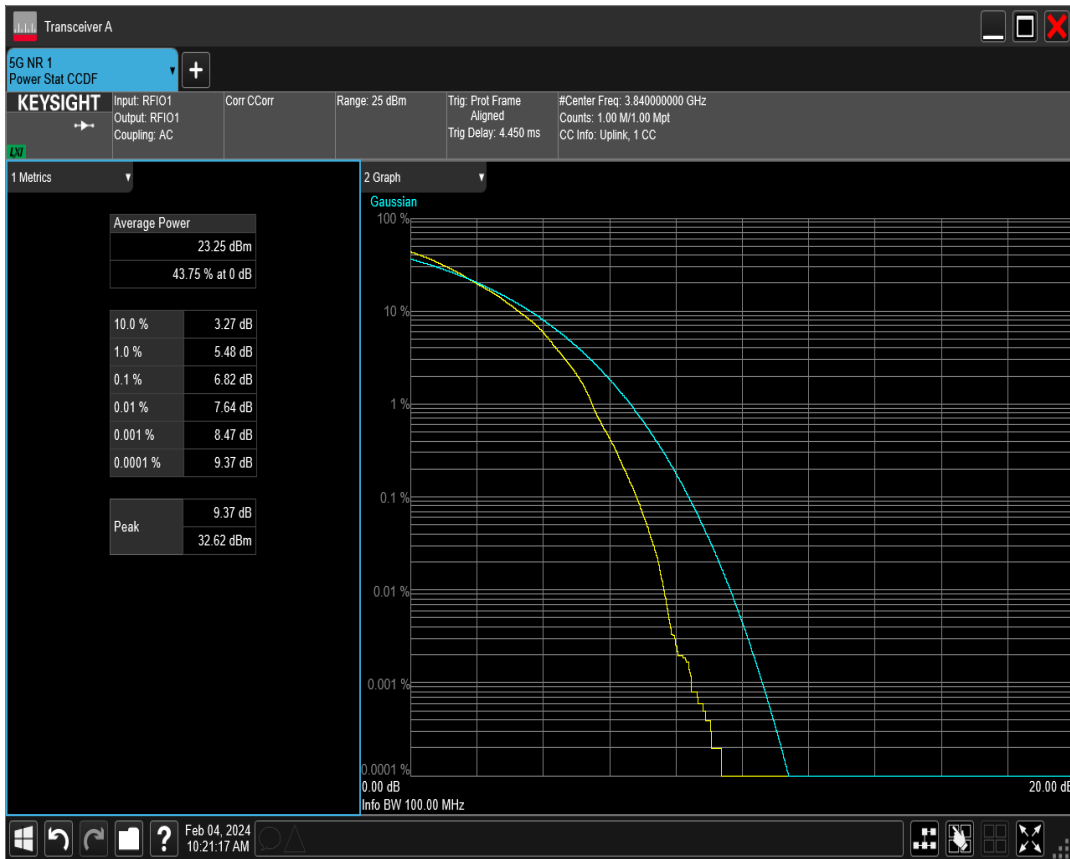 Transceiver A
5G NR 1
Power Stat CCDF
KEYSIGHT
LXI
Input: RFIO1
Output: RFIO1
Coupling: AC
Corr CCorr
Range: 25 dBm
Trig: Prot Frame
Aligned
Trig Delay: 4.450 ms
#Center Freq: 3.840000000 GHz
Counts: 1.00 M/1.00 Mpt
CC Info: Uplink, 1 CC
1 Metrics
Average Power
23.25 dBm
43.75 % at 0 dB
10.0 % 3.27 dB
1.0 % 5.48 dB
0.1 % 6.82 dB
0.01 % 7.64 dB
0.001 % 8.47 dB
0.0001 % 9.37 dB
Peak
9.37 dB
32.62 dBm
2 Graph
Gaussian
100 %
10 %
1 %
0.1 %
0.01 %
0.001 %
0.0001 %
0.00 dB
20.00 dB
Info BW 100.00 MHz
?
Feb 04, 2024
10:21:17 AM